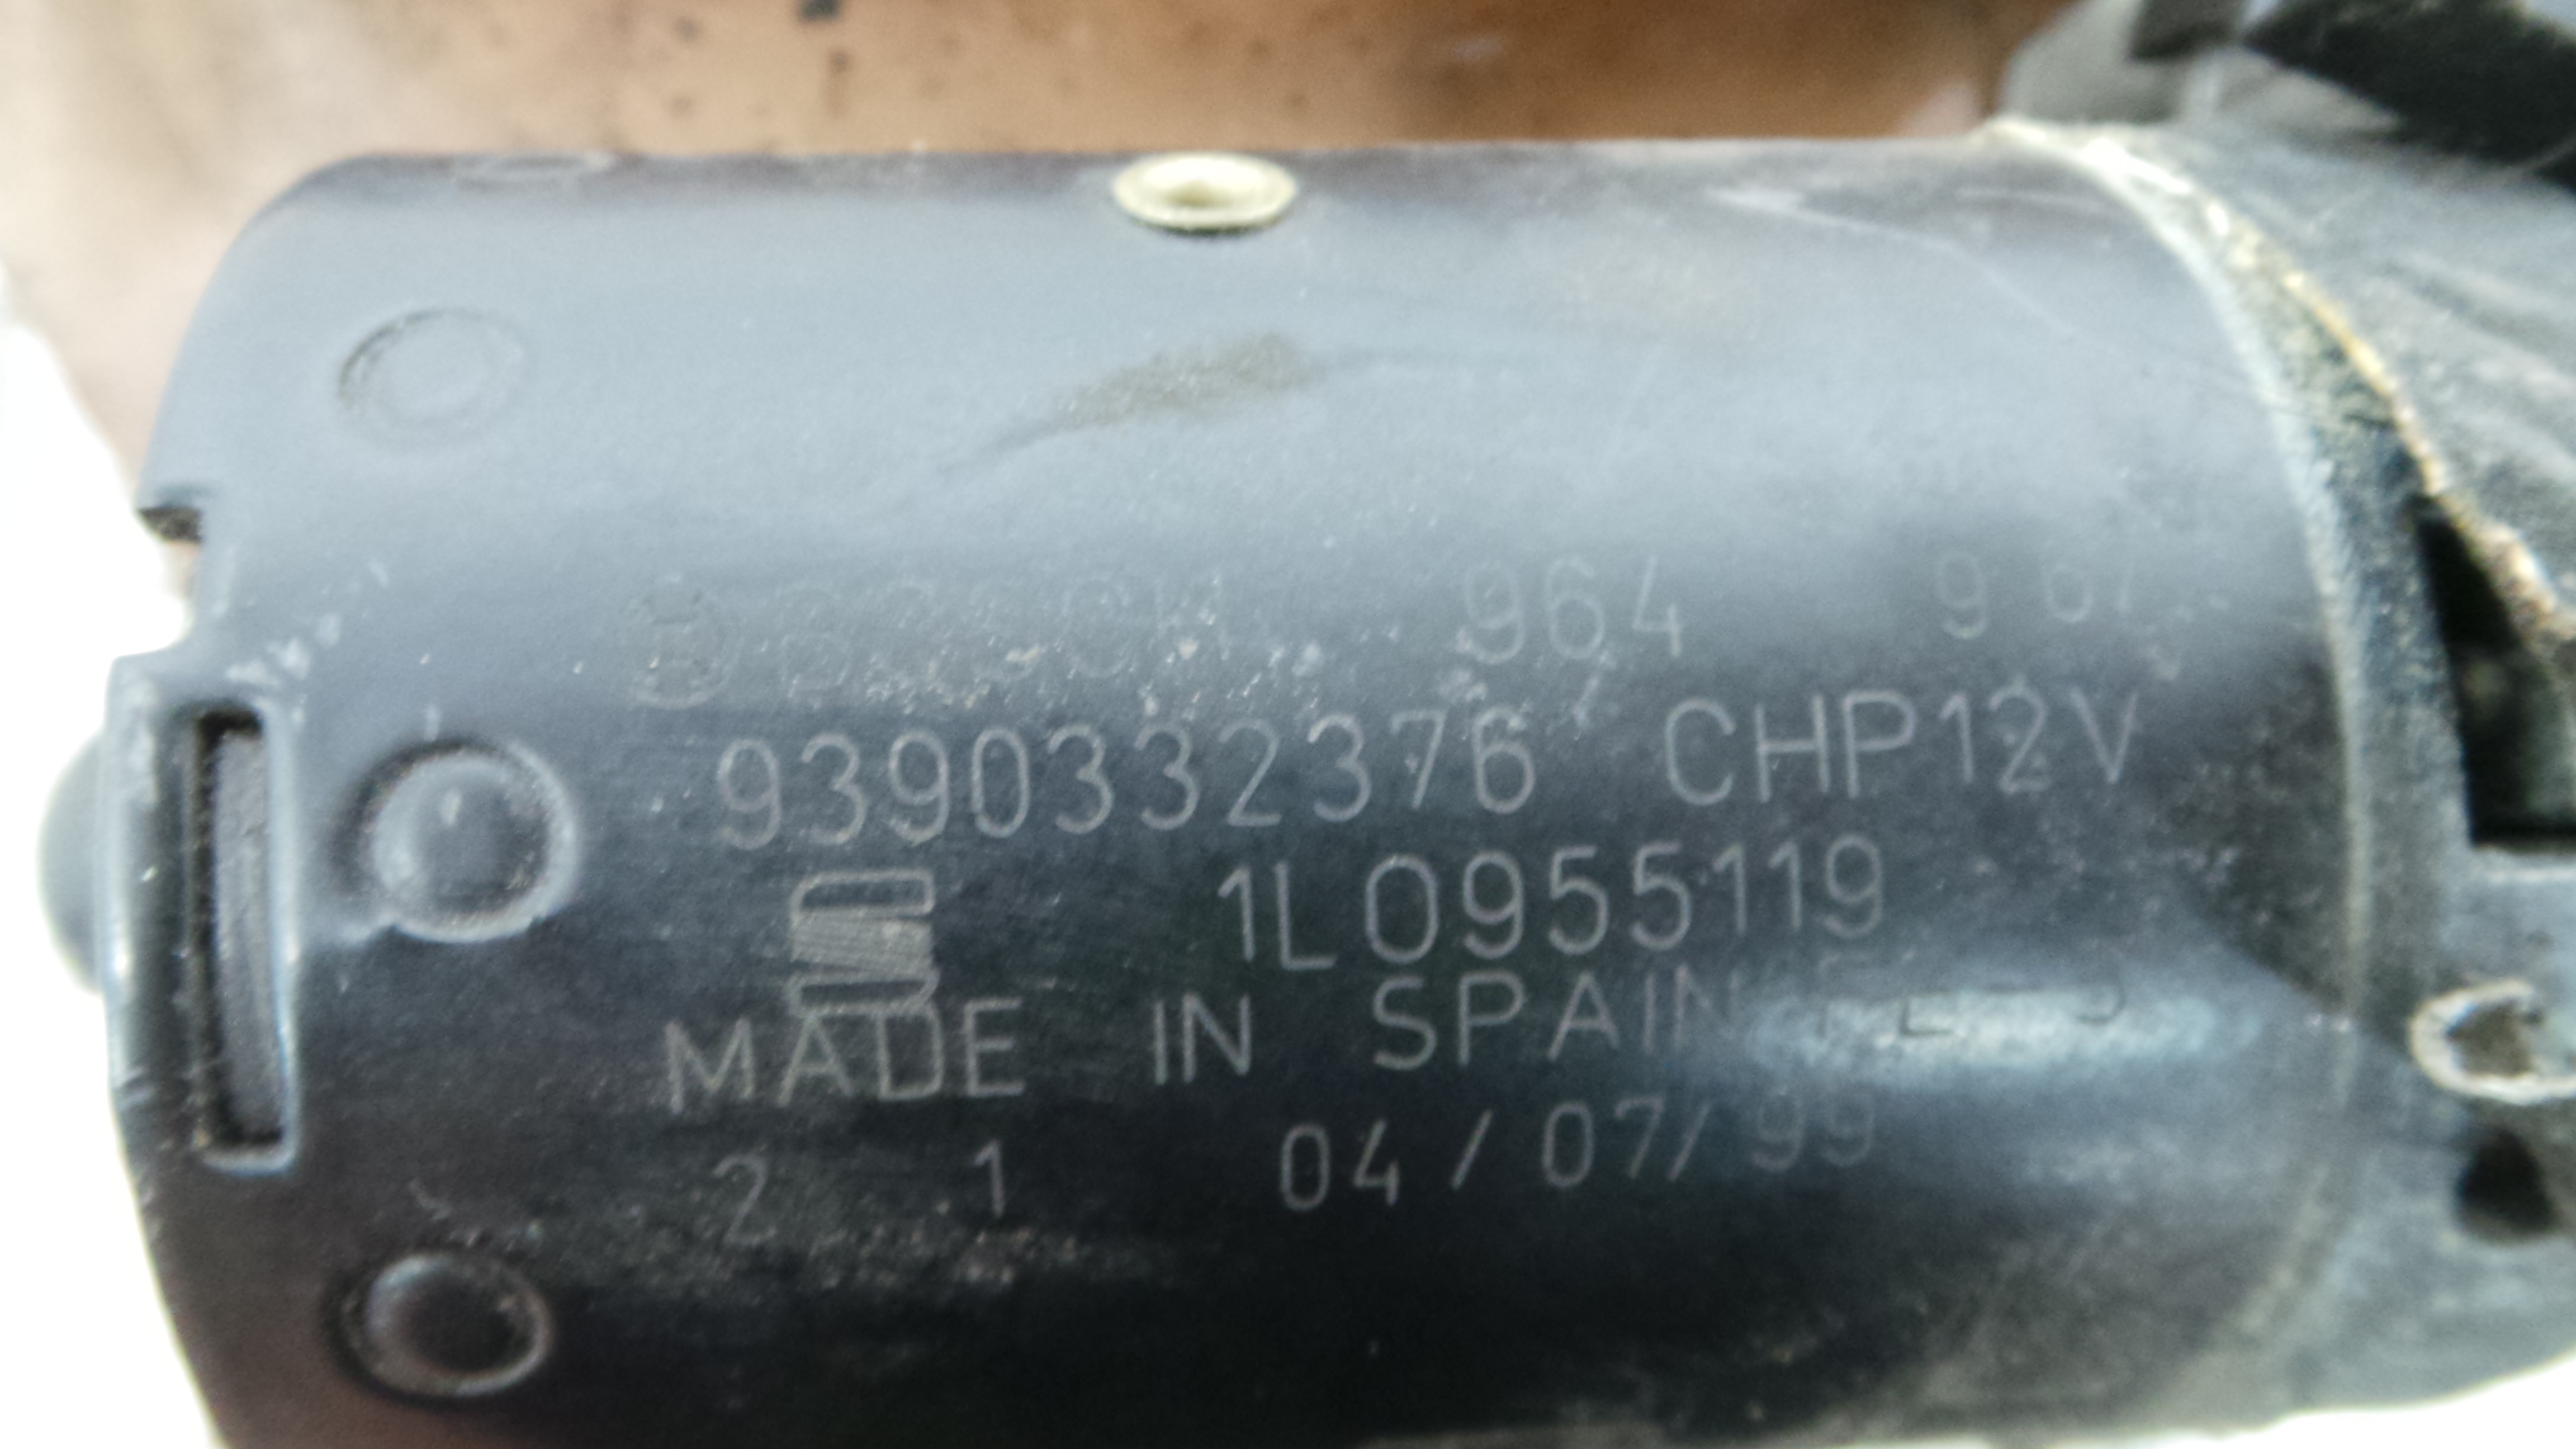 BOSCH 964
9390332376 CHP12V
1L0955119
MADE IN SPAIN
2 1 04/07/99